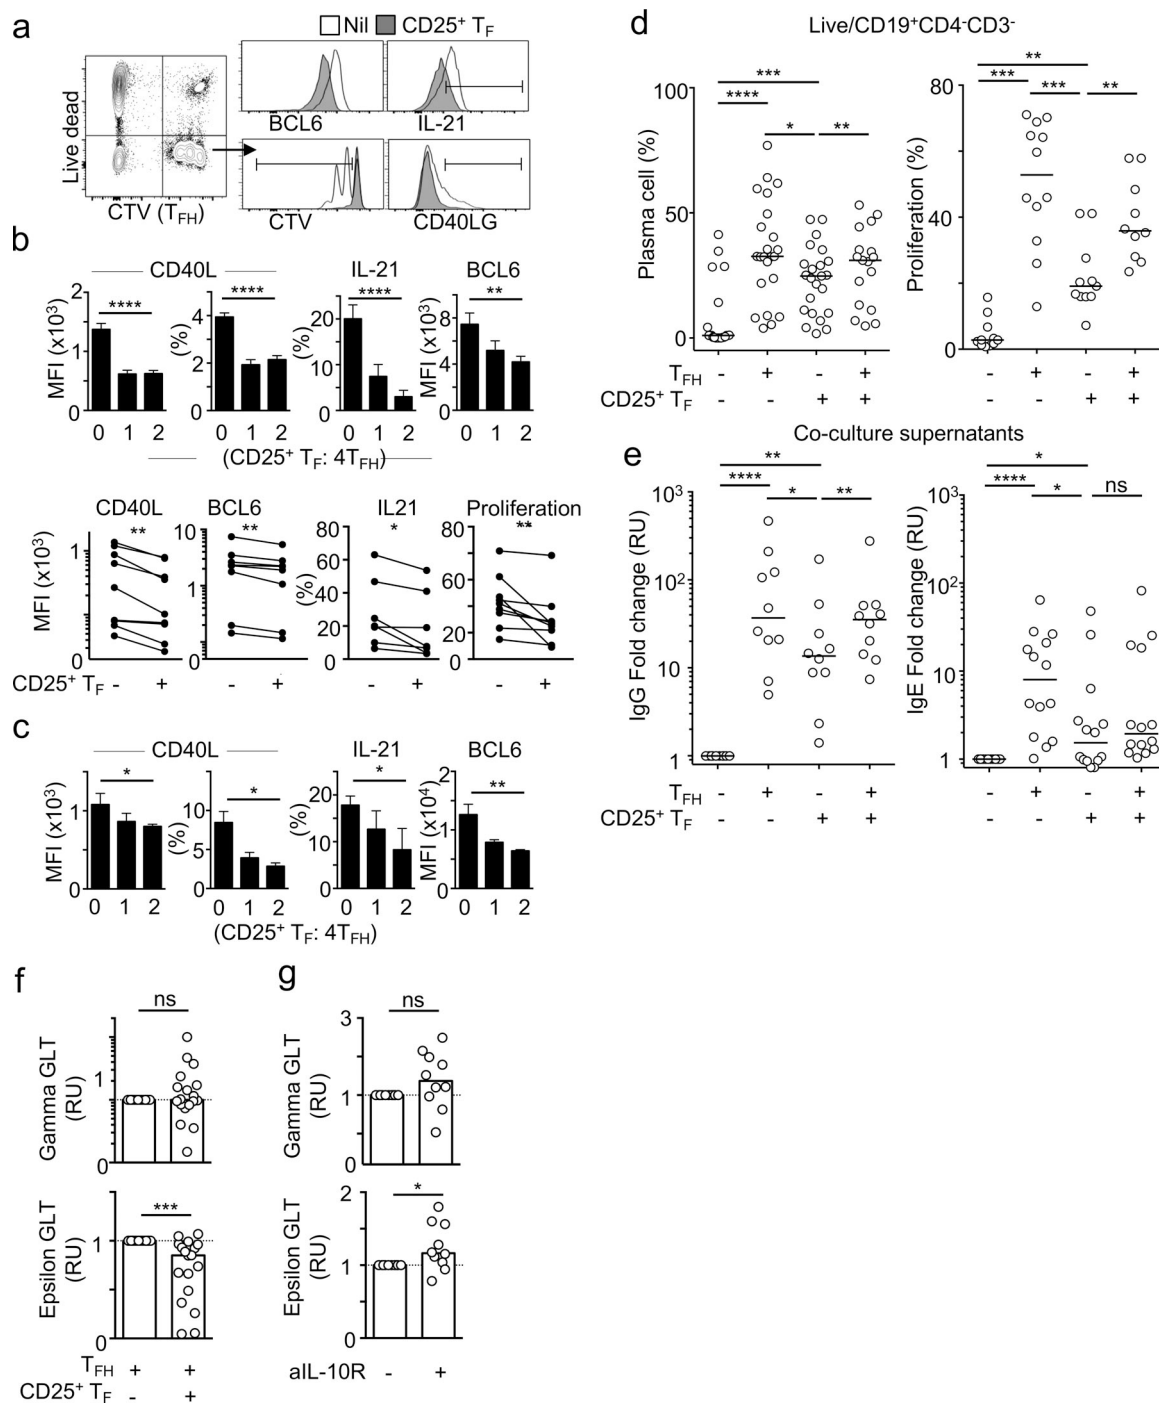 a
Nil CD25+ TF
Live dead
CTV (TFH)
BCL6
IL-21
CTV
CD40LG
b
CD40L
IL-21
BCL6
MFI (x10³)
2
1
0
****
(%)
4
2
0
****
(%)
20
10
0
****
MFI (x10³)
8
4
0
**
0 1 2
0 1 2
0 1 2
0 1 2
(CD25+ TF: 4TFH)
CD40L
BCL6
IL21
Proliferation
MFI (x10³)
1
0
**
10
1
0
**
(%)
80
60
40
20
0
*
80
60
40
20
0
**
CD25+ TF - + - + - + - +
c
CD40L
IL-21
BCL6
MFI (x10³)
2
1
0
*
(%)
10
5
0
*
(%)
20
10
0
*
MFI (x10⁴)
2
1
0
**
0 1 2
0 1 2
0 1 2
0 1 2
(CD25+ TF: 4TFH)
d
Live/CD19+CD4-CD3-
Plasma cell (%)
100
50
0
***
****
*
**
Proliferation (%)
80
40
0
**
***
***
**
TFH - + - + - + - +
CD25+ TF - - + + - - + +
e
Co-culture supernatants
IgG Fold change (RU)
10³
10²
10
1
**
****
*
**
IgE Fold change (RU)
10³
10²
10
1
*
****
*
ns
TFH - + - + - + - +
CD25+ TF - - + + - - + +
f
ns
Gamma GLT
(RU)
1
0
***
Epsilon GLT
(RU)
1
0
TFH + +
CD25+ TF - +
g
ns
Gamma GLT
(RU)
3
1
0
*
Epsilon GLT
(RU)
2
1
0
aIL-10R - +